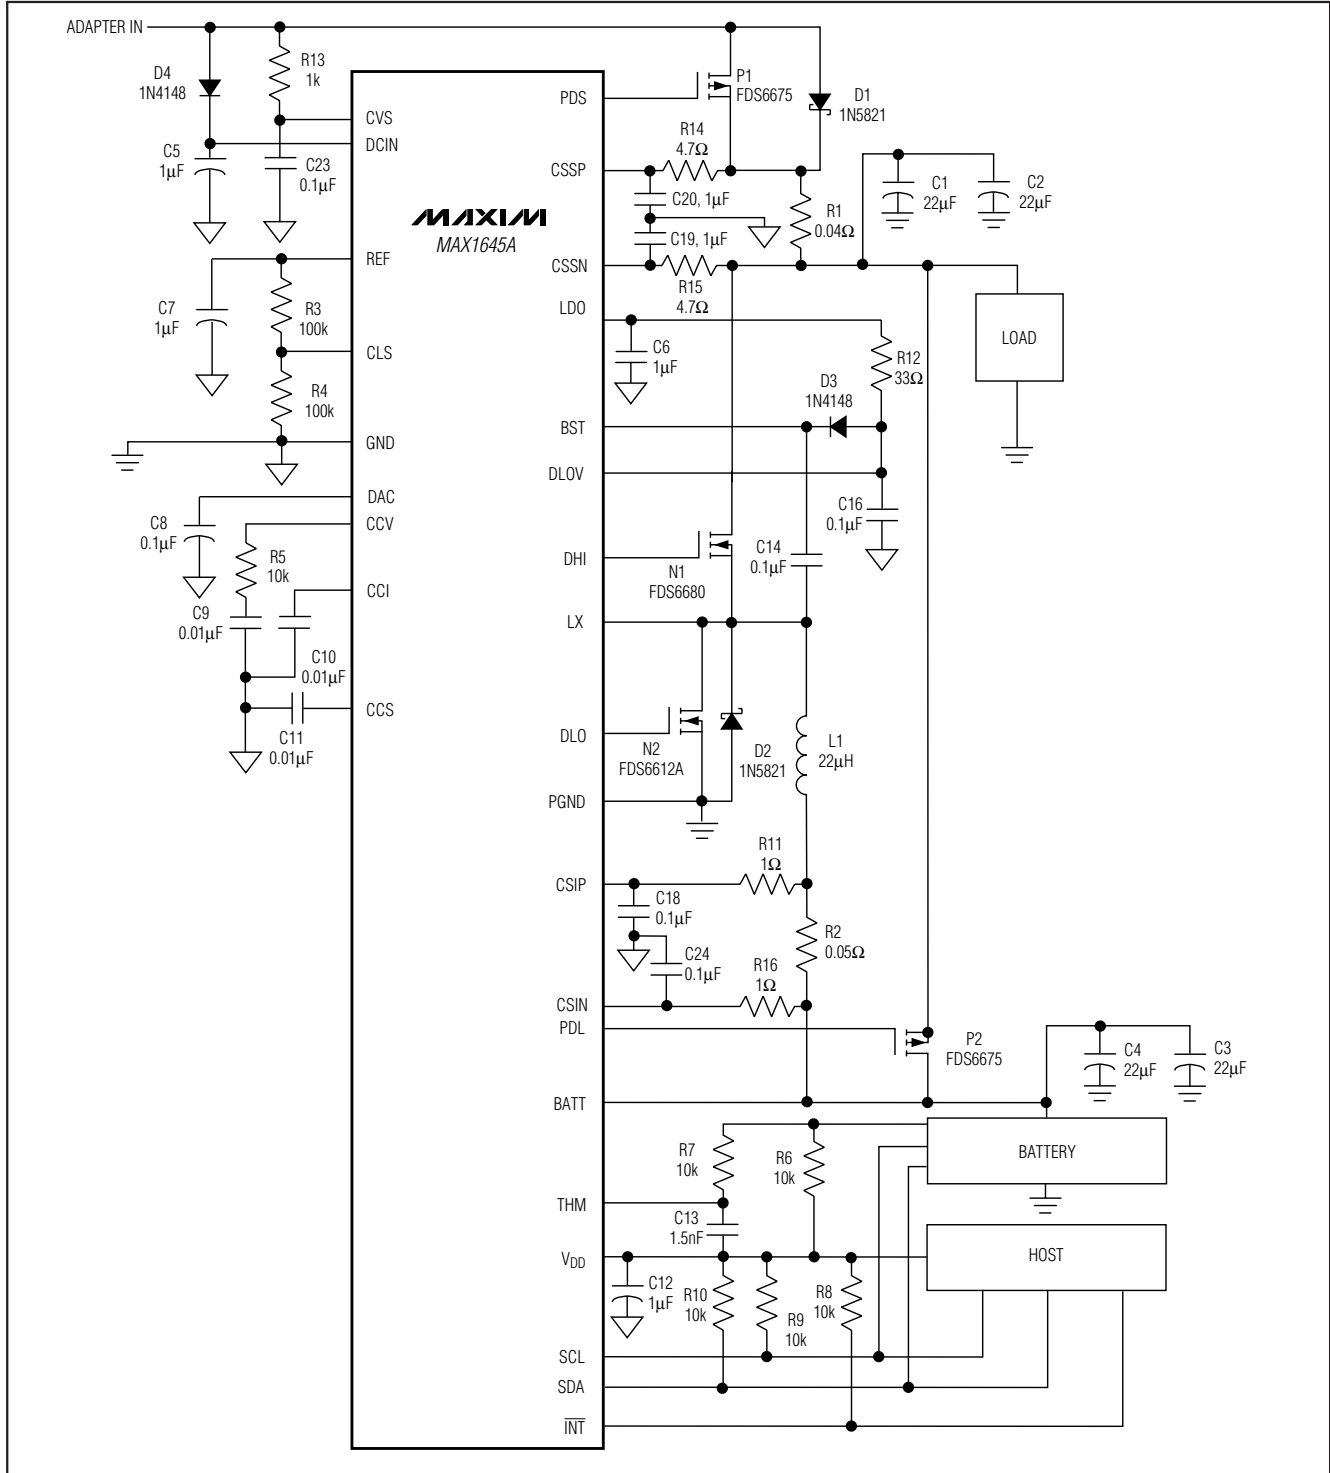 ADAPTER IN
D4
1N4148
R13
1k
C5
1µF
C23
0.1µF
CVS
DCIN
MAXIM
MAX1645A
REF
C7
1µF
R3
100k
CLS
R4
100k
GND
DAC
C8
0.1µF
CCV
R5
10k
CCI
C9
0.01µF
C10
0.01µF
CCS
C11
0.01µF
PDS
P1
FDS6675
D1
1N5821
R14
4.7Ω
CSSP
C20, 1µF
R1
0.04Ω
C1
22µF
C2
22µF
C19, 1µF
CSSN
R15
4.7Ω
LDO
LOAD
C6
1µF
R12
33Ω
D3
1N4148
BST
DLOV
C16
0.1µF
DHI
N1
FDS6680
C14
0.1µF
LX
DLO
N2
FDS6612A
D2
1N5821
L1
22µH
PGND
R11
1Ω
CSIP
C18
0.1µF
R2
0.05Ω
C24
0.1µF
R16
1Ω
CSIN
PDL
P2
FDS6675
C4
22µF
C3
22µF
BATT
R7
10k
R6
10k
BATTERY
THM
C13
1.5nF
VDD
HOST
C12
1µF
R10
10k
R9
10k
R8
10k
SCL
SDA
INT